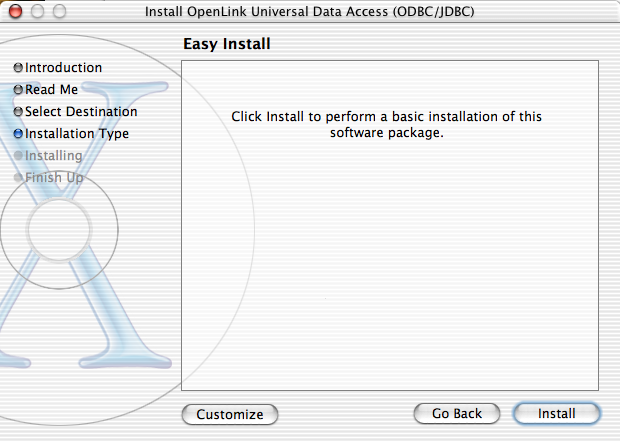 Install OpenLink Universal Data Access (ODBC/JDBC)
Easy Install
Introduction
Read Me
Select Destination
Installation Type
Installing
Finish Up
Click Install to perform a basic installation of this
software package.
Customize
Go Back
Install